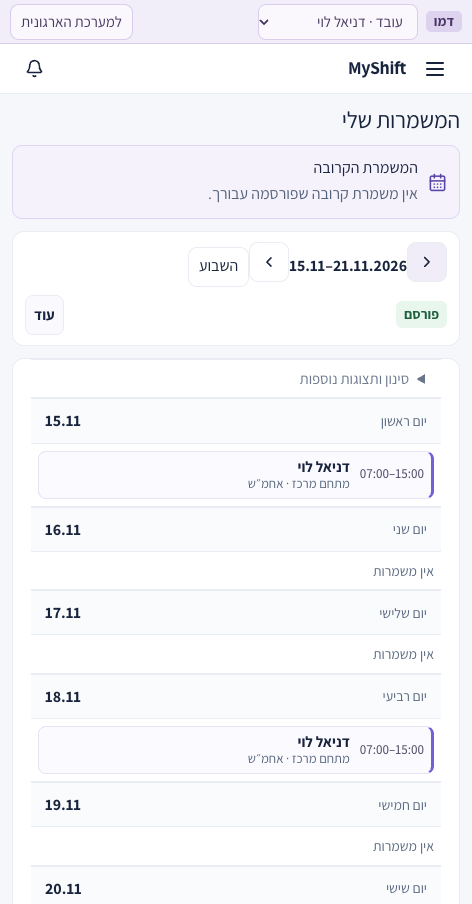 דמו
עובד · דניאל לוי
למערכת הארגונית
MyShift
המשמרות שלי
המשמרת הקרובה
אין משמרת קרובה שפורסמה עבורך.
15.11–21.11.2026
השבוע
פורסם
עוד
סינון ותצוגות נוספות
יום ראשון 15.11
07:00–15:00 דניאל לוי
מתחם מרכז · אחמ״ש
יום שני 16.11
אין משמרות
יום שלישי 17.11
אין משמרות
יום רביעי 18.11
07:00–15:00 דניאל לוי
מתחם מרכז · אחמ״ש
יום חמישי 19.11
אין משמרות
יום שישי 20.11